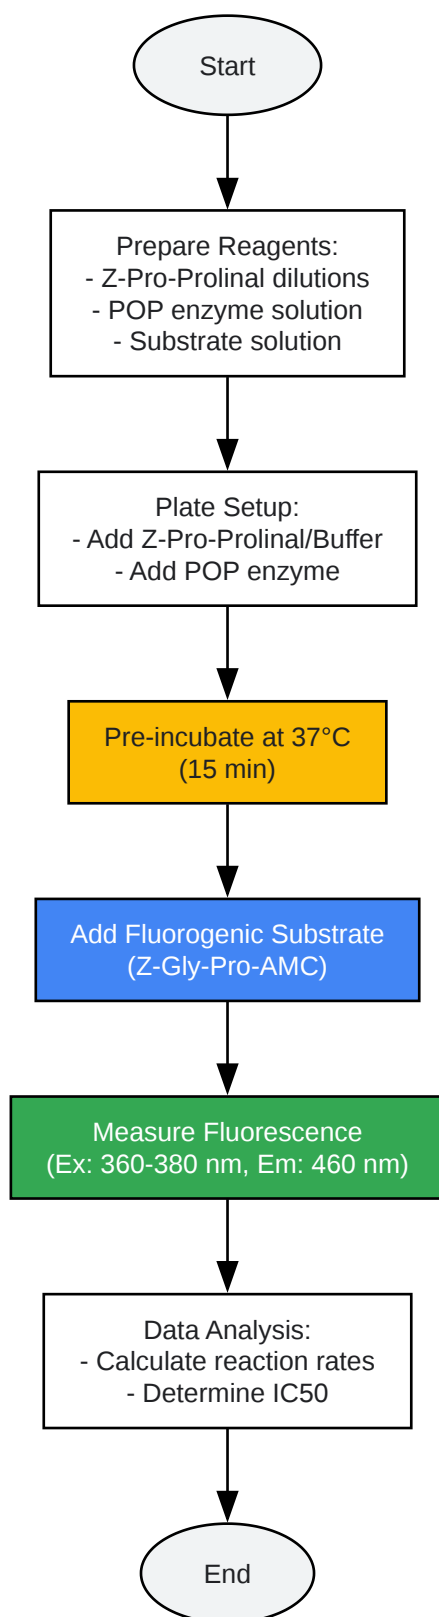 Start
Prepare Reagents:
- Z-Pro-Prolinal dilutions
- POP enzyme solution
- Substrate solution
Plate Setup:
- Add Z-Pro-Prolinal/Buffer
- Add POP enzyme
Pre-incubate at 37°C
(15 min)
Add Fluorogenic Substrate
(Z-Gly-Pro-AMC)
Measure Fluorescence
(Ex: 360-380 nm, Em: 460 nm)
Data Analysis:
- Calculate reaction rates
- Determine IC50
End